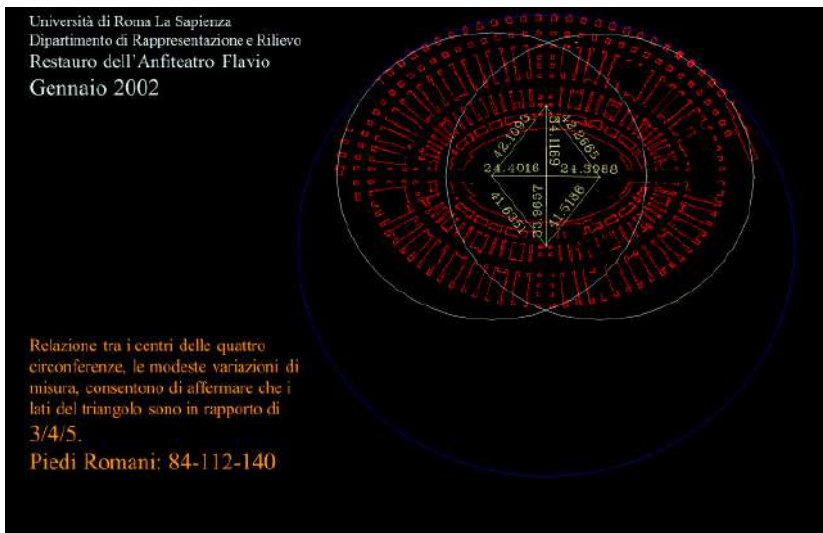 Università di Roma La Sapienza
Dipartimento di Rappresentazione e Rilievo
Restauro dell'Anfiteatro Flavio
Gennaio 2002
42.1095
34.1169
42.2665
24.4016
24.3988
41.6351
33.9657
41.5186
Relazione tra i centri delle quattro
circonferenze, le modeste variazioni di
misura, consentono di affermare che i
lati del triangolo sono in rapporto di
3/4/5.
Piedi Romani: 84-112-140